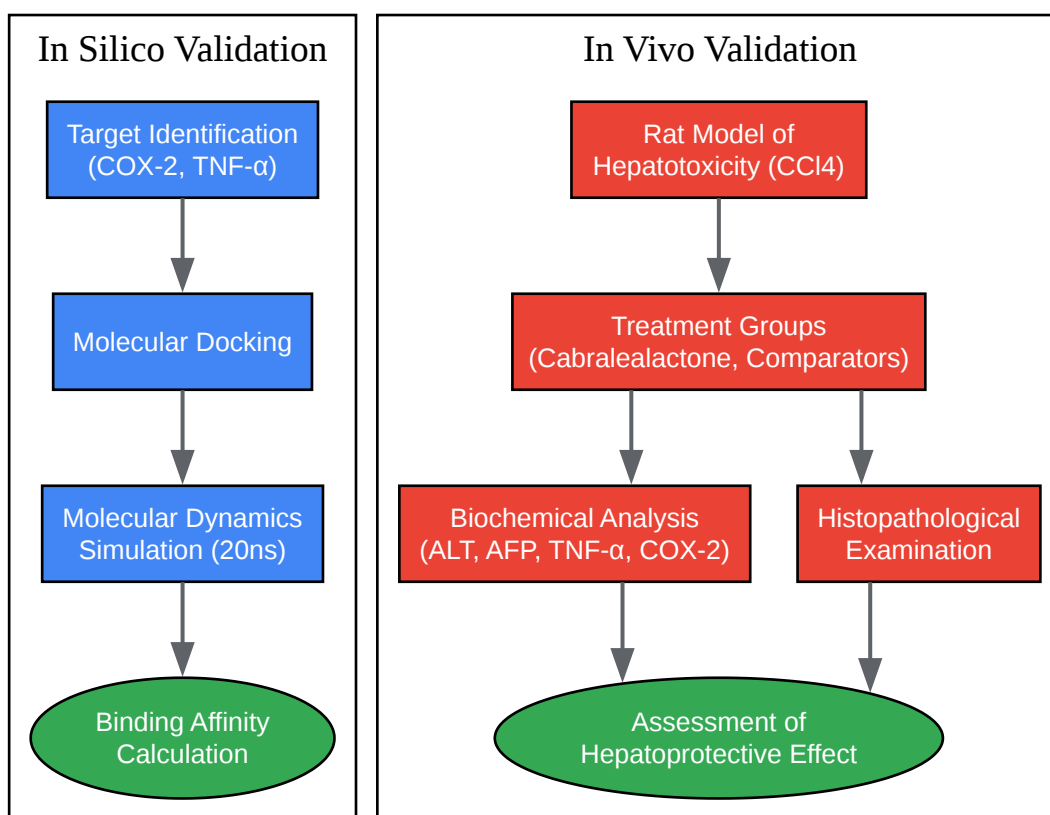 In Silico Validation
Target Identification
(COX-2, TNF-α)
Molecular Docking
Molecular Dynamics
Simulation (20ns)
Binding Affinity
Calculation
In Vivo Validation
Rat Model of
Hepatotoxicity (CCl4)
Treatment Groups
(Cabralealactone, Comparators)
Biochemical Analysis
(ALT, AFP, TNF-α, COX-2)
Histopathological
Examination
Assessment of
Hepatoprotective Effect